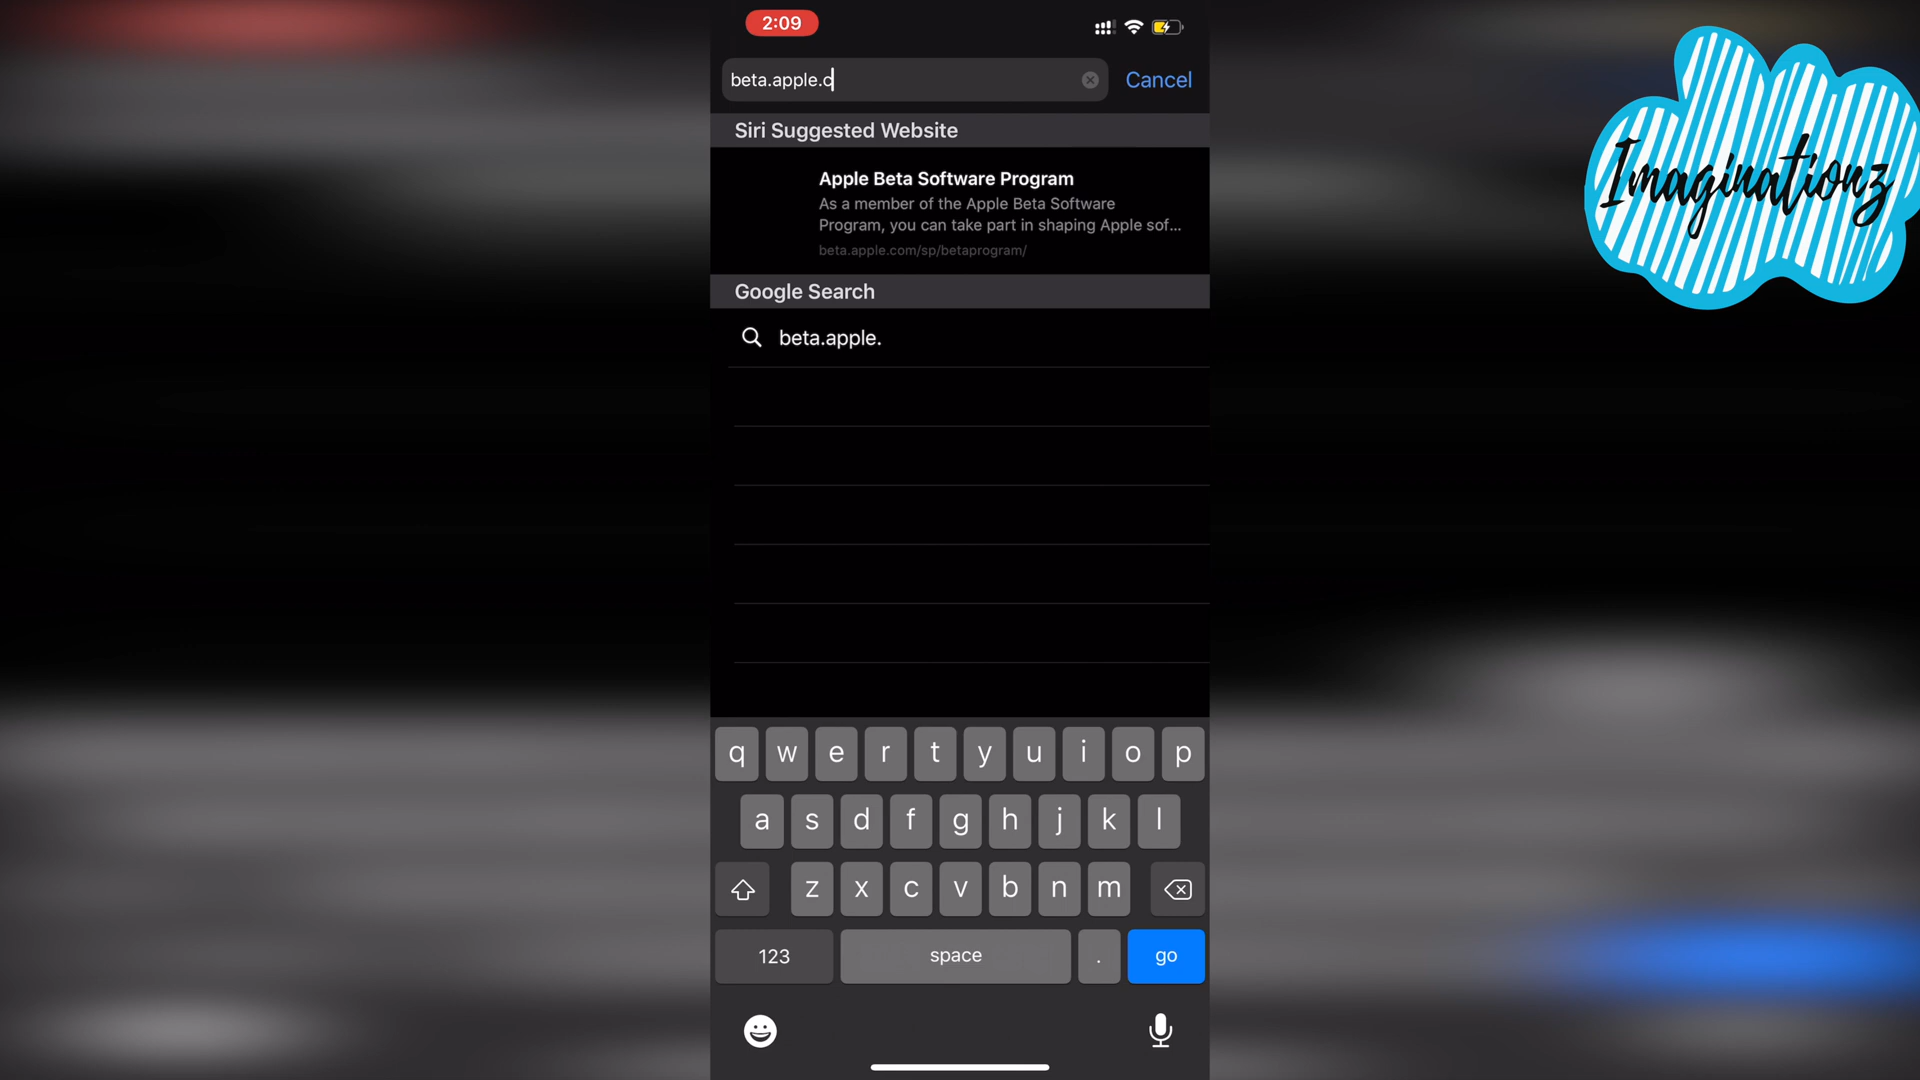 2:09
beta.apple.c
Cancel
Siri Suggested Website
Apple Beta Software Program
As a member of the Apple Beta Software
Program, you can take part in shaping Apple sof...
beta.apple.com/sp/betaprogram/
Google Search
beta.apple.
q w e r t y u i o p
a s d f g h j k l
z x c v b n m
123 space . go
Imaginationz